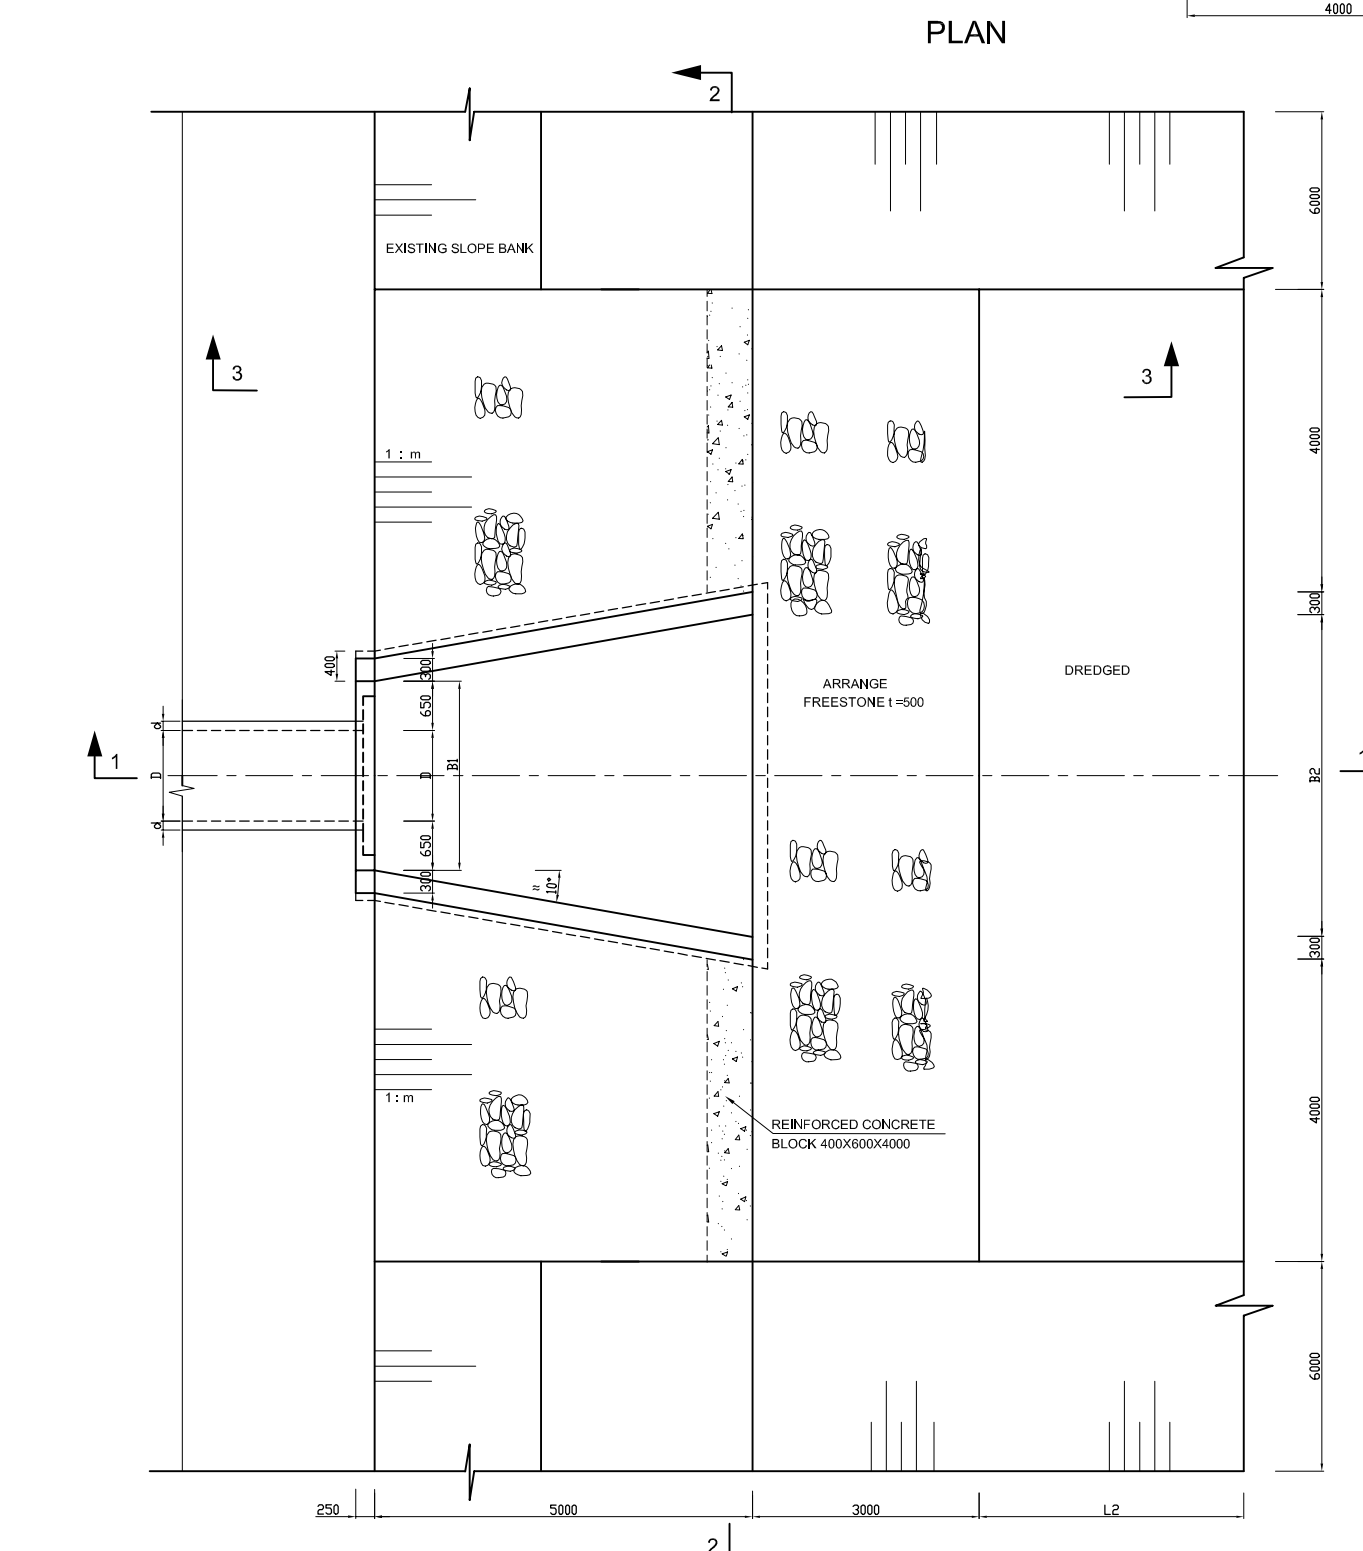 4000
PLAN
2
6000
EXISTING SLOPE BANK
3
3
4000
1 : m
300
400
300
DREDGED
ARRANGE
FREESTONE t =500
650
d
1
D
D
B1
B2
1
d
650
300
≈ 10°
300
1 : m
REINFORCED CONCRETE
BLOCK 400X600X4000
4000
6000
250
5000
3000
L2
2